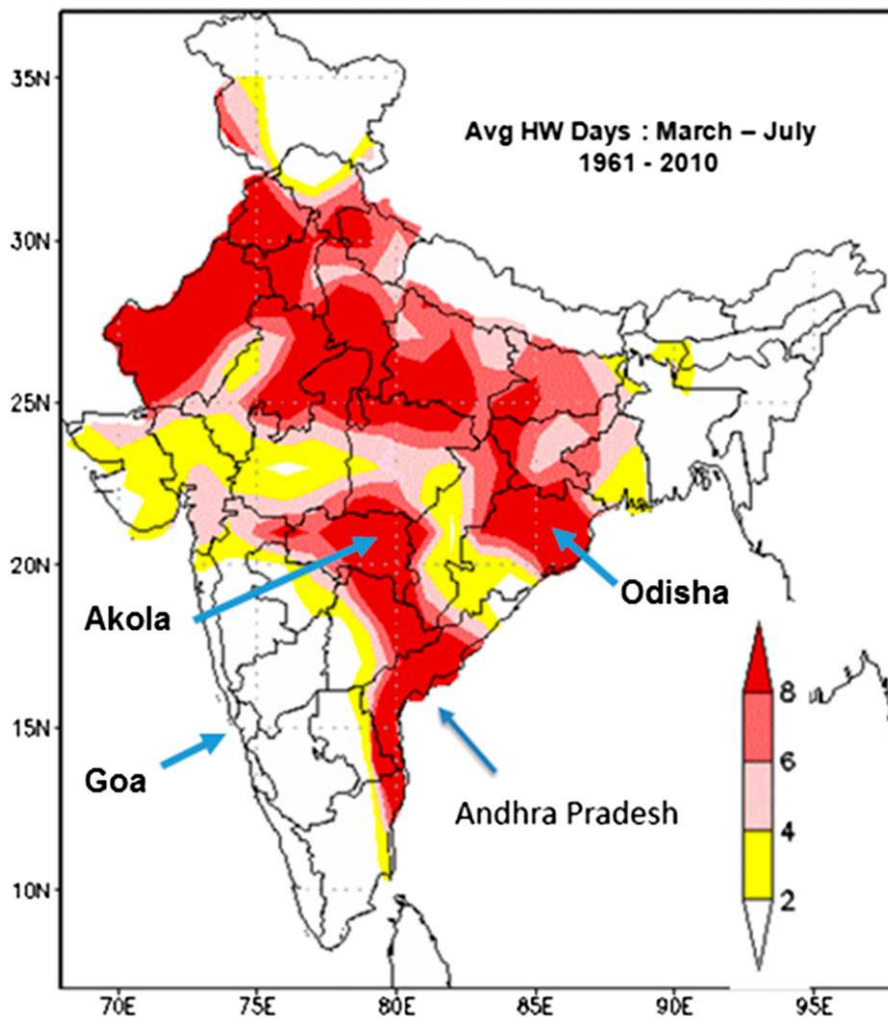 Avg HW Days : March – July
1961 - 2010
35N
30N
25N
20N
15N
10N
Akola
Odisha
Goa
Andhra Pradesh
8
6
4
2
70E 75E 80E 85E 90E 95E